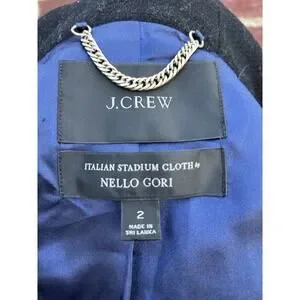 J.CREW
ITALIAN STADIUM CLOTH by
NELLO GORI
2
MADE IN
SRI LANKA